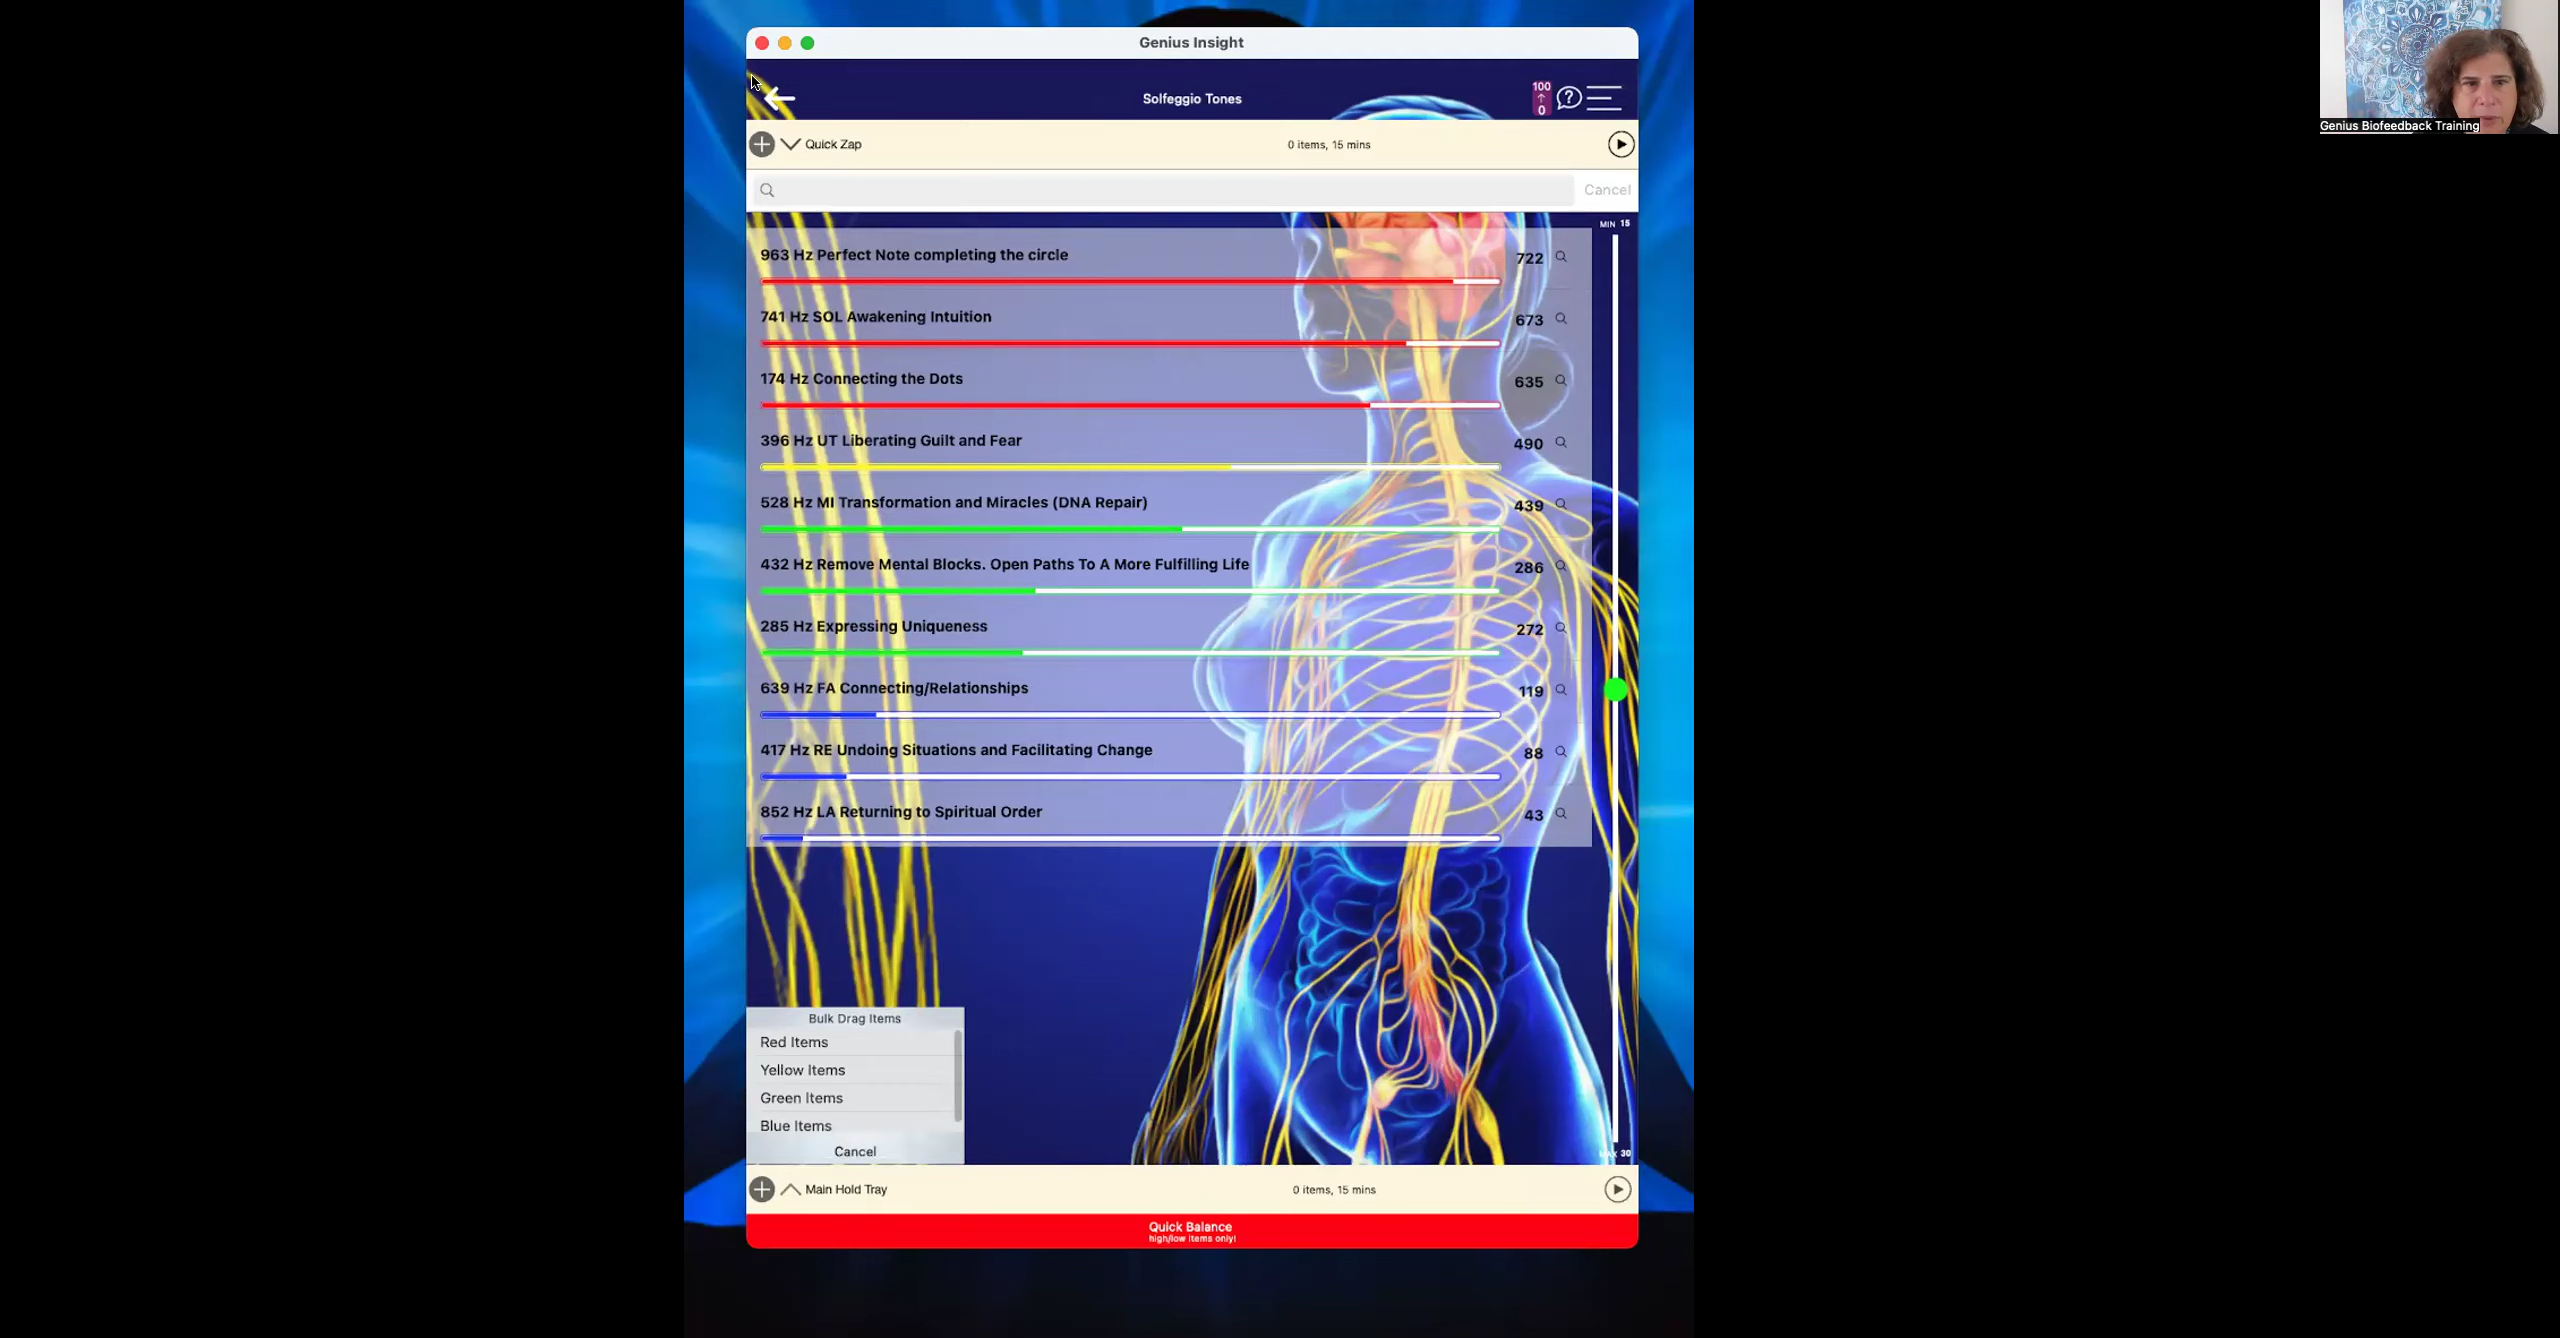 Genius Insight
Solfeggio Tones
100
0
Quick Zap
0 items, 15 mins
Cancel
MIN 15
963 Hz Perfect Note completing the circle
722
741 Hz SOL Awakening Intuition
673
174 Hz Connecting the Dots
635
396 Hz UT Liberating Guilt and Fear
490
528 Hz MI Transformation and Miracles (DNA Repair)
439
432 Hz Remove Mental Blocks. Open Paths To A More Fulfilling Life
286
285 Hz Expressing Uniqueness
272
639 Hz FA Connecting/Relationships
119
417 Hz RE Undoing Situations and Facilitating Change
88
852 Hz LA Returning to Spiritual Order
43
Bulk Drag Items
Red Items
Yellow Items
Green Items
Blue Items
Cancel
MAX 30
Main Hold Tray
0 items, 15 mins
Quick Balance
high/low items only!
Genius Biofeedback Training